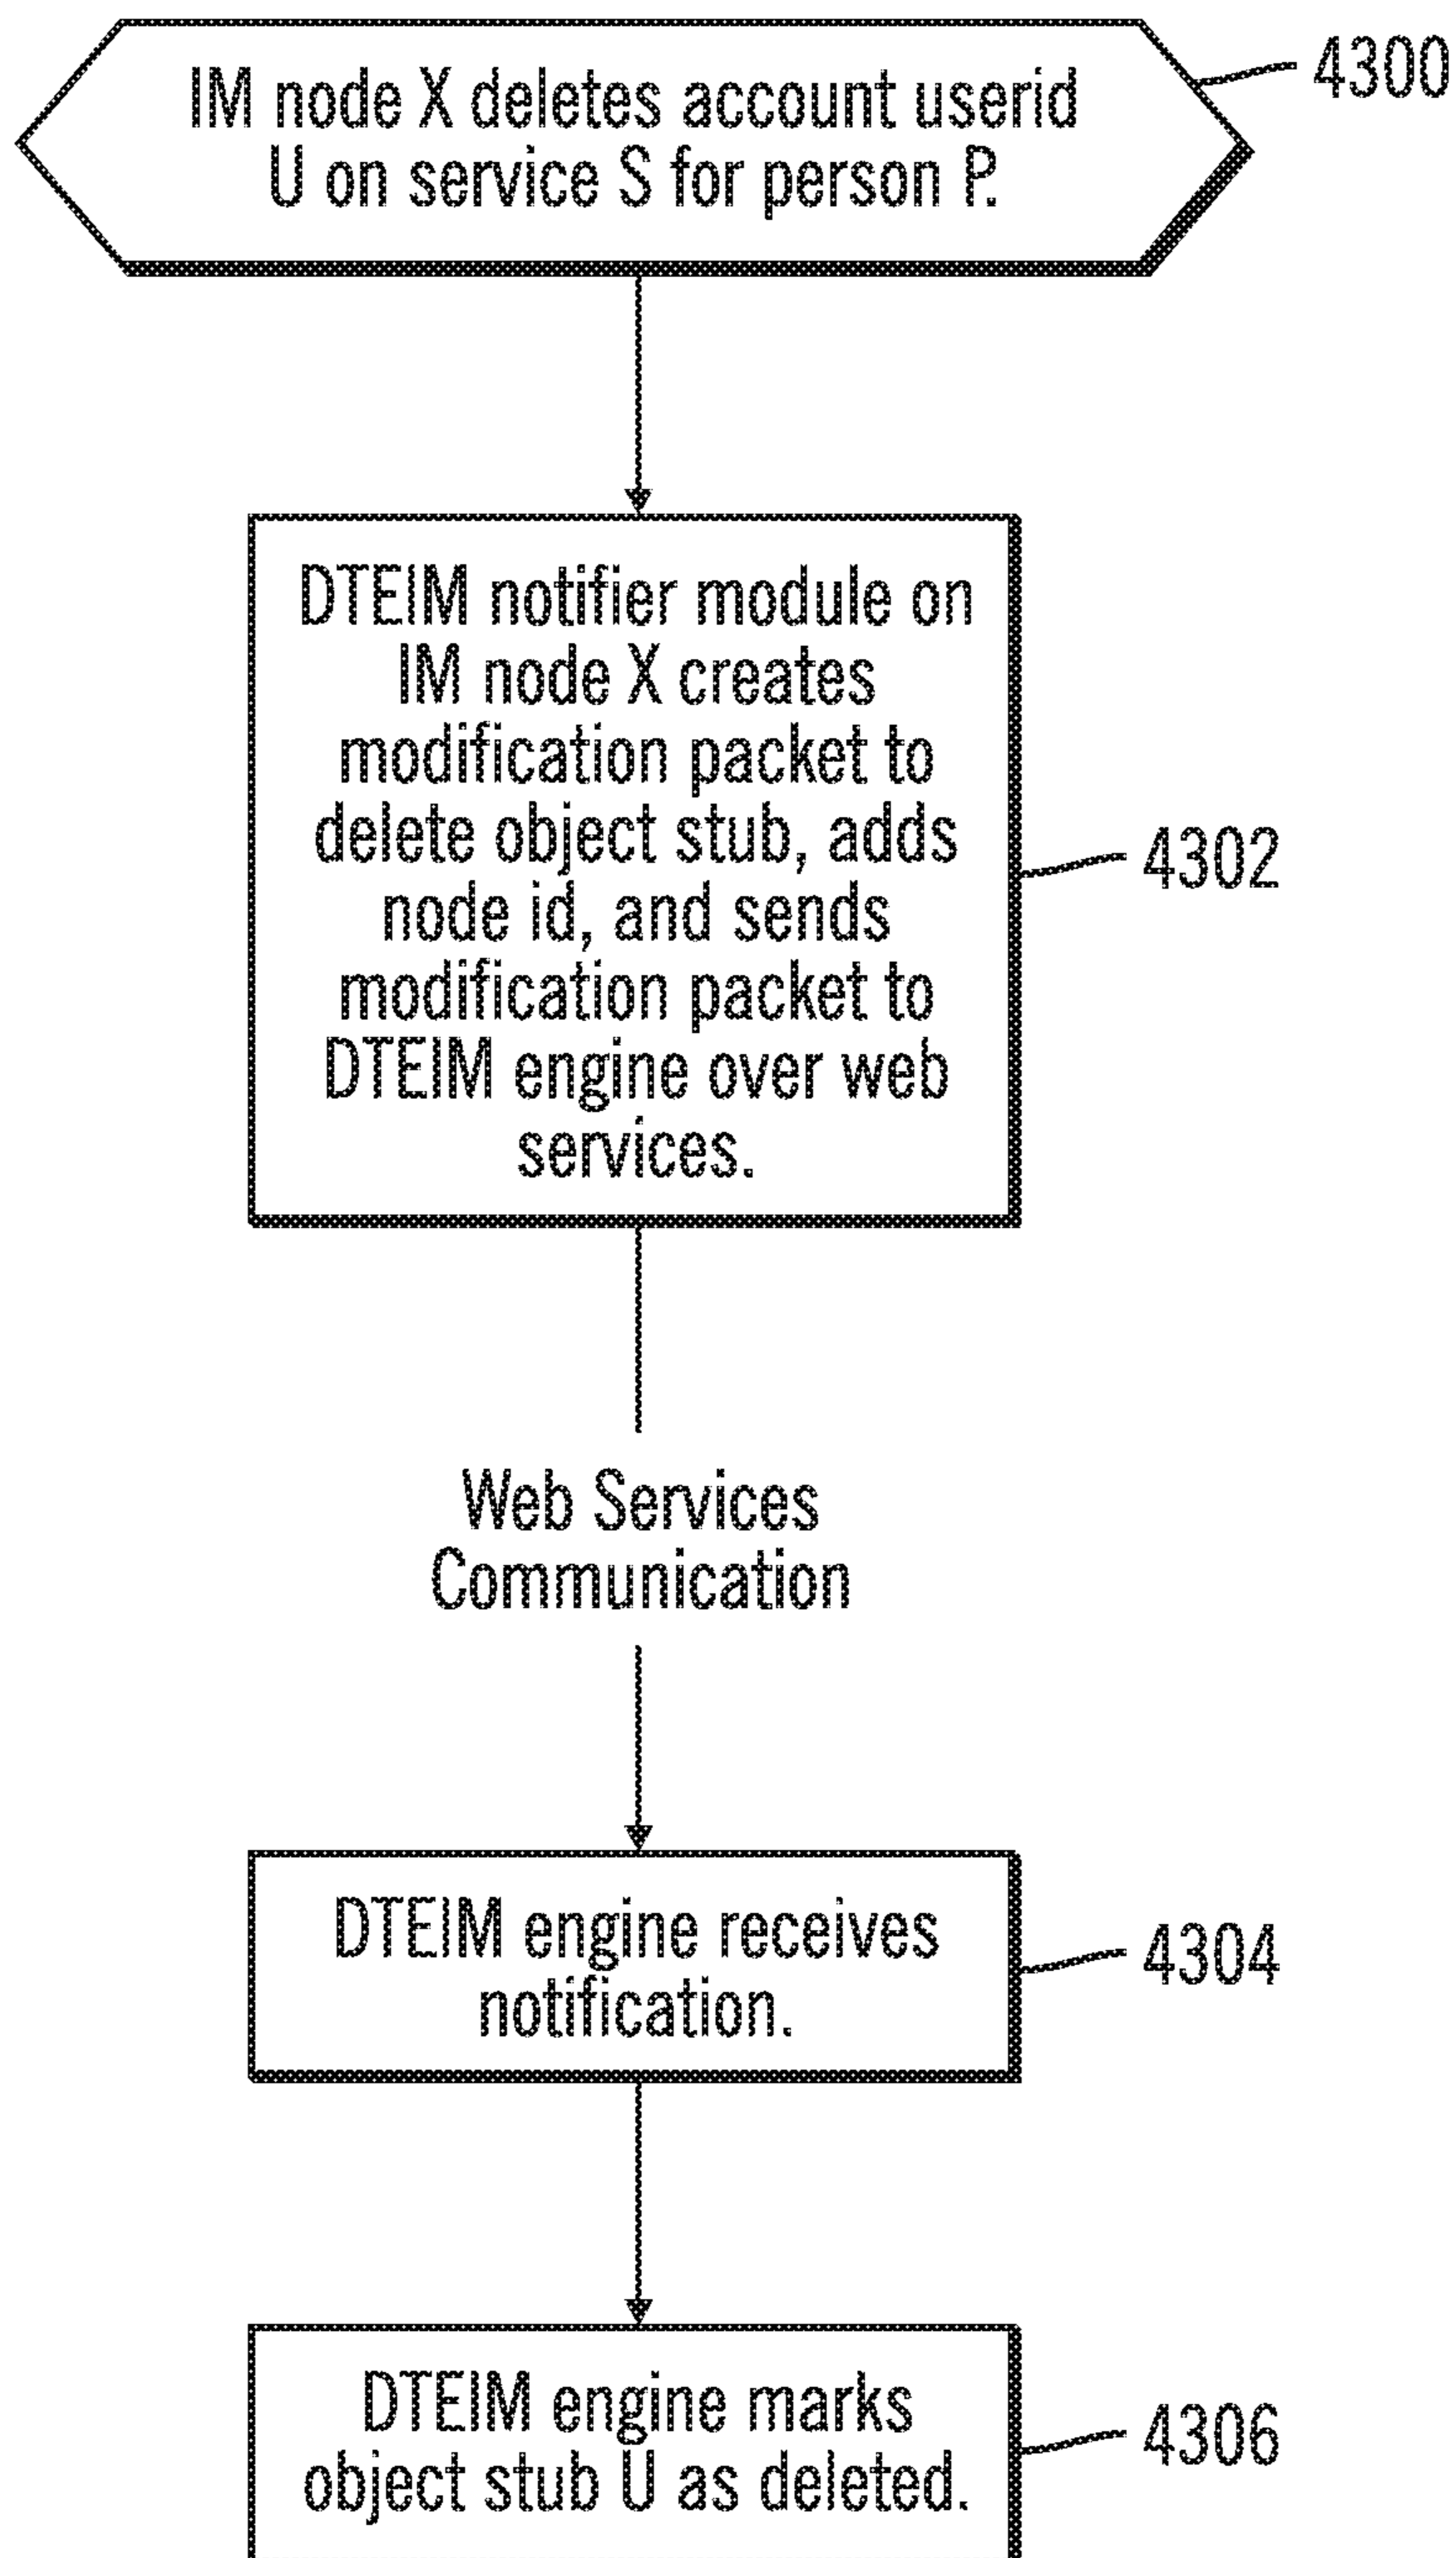 IM node X deletes account userid
U on service S for person P.
4300
DTEIM notifier module on
IM node X creates
modification packet to
delete object stub, adds
node id, and sends
modification packet to
DTEIM engine over web
services.
4302
Web Services
Communication
DTEIM engine receives
notification.
4304
DTEIM engine marks
object stub U as deleted.
4306